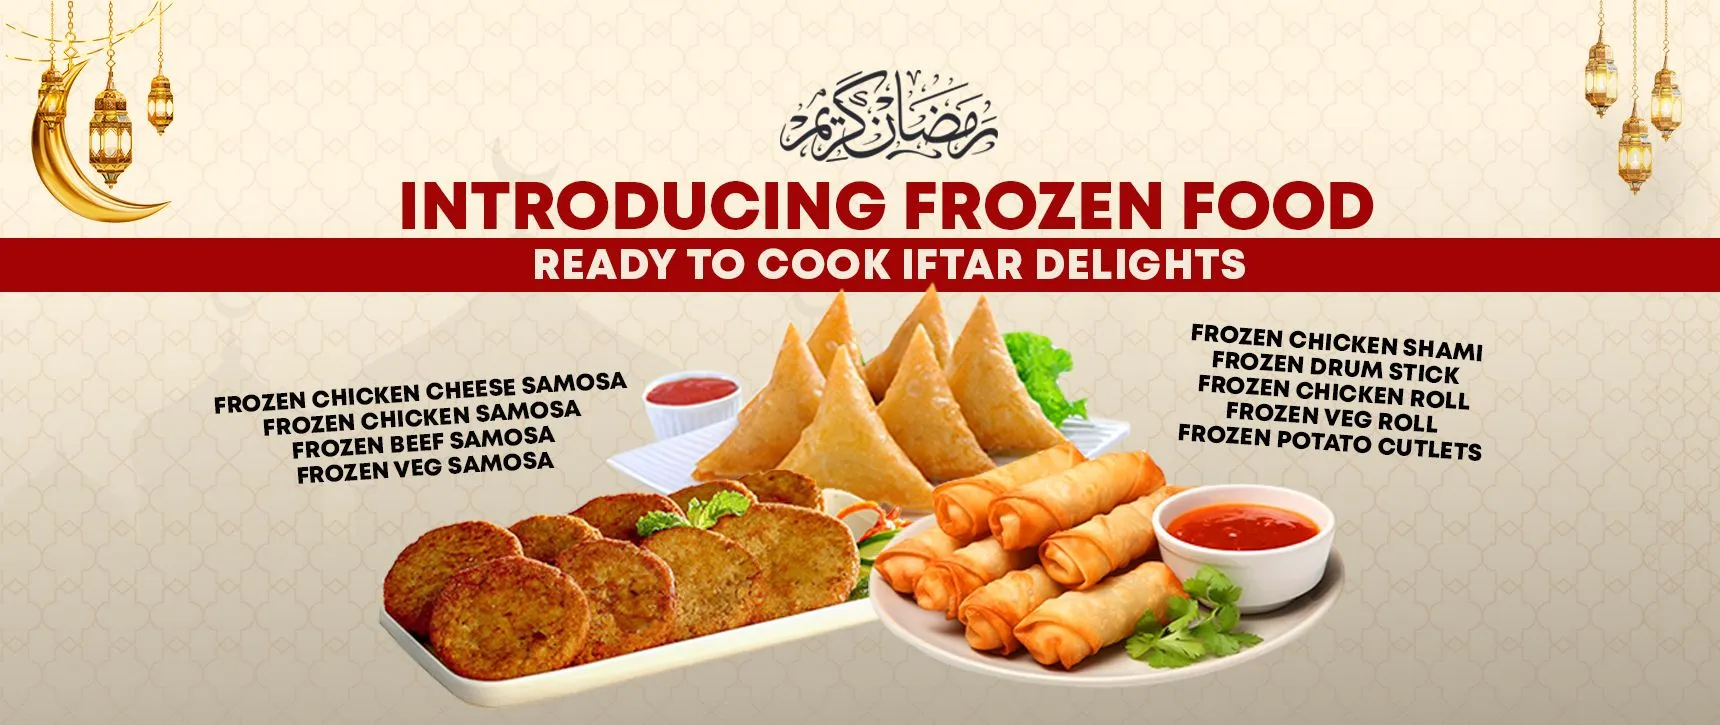 رمضان كريم
INTRODUCING FROZEN FOOD
READY TO COOK IFTAR DELIGHTS
FROZEN CHICKEN CHEESE SAMOSA
FROZEN CHICKEN SAMOSA
FROZEN BEEF SAMOSA
FROZEN VEG SAMOSA
FROZEN CHICKEN SHAMI
FROZEN DRUM STICK
FROZEN CHICKEN ROLL
FROZEN VEG ROLL
FROZEN POTATO CUTLETS